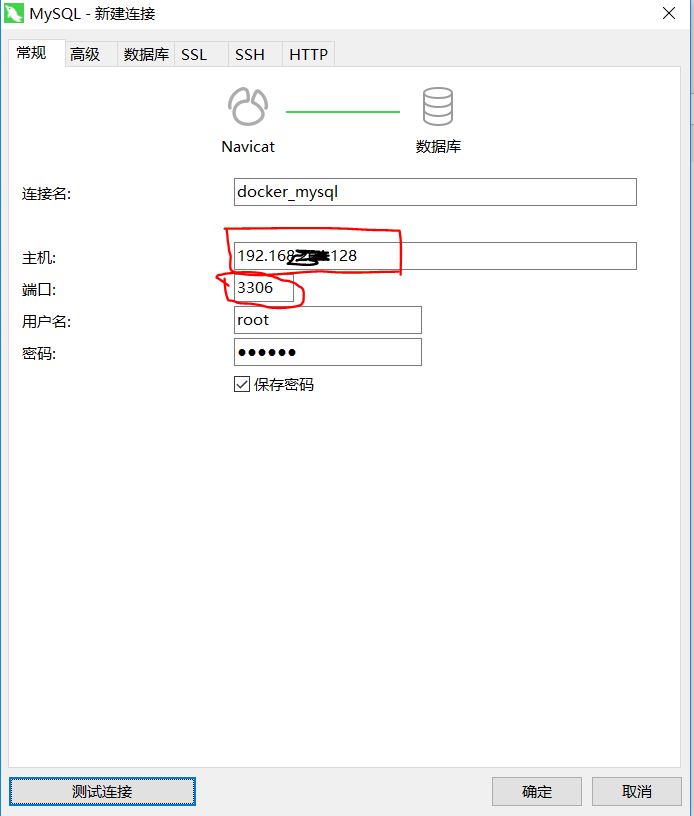 MySQL - 新建连接
常规 高级 数据库 SSL SSH HTTP
Navicat 数据库
连接名: docker_mysql
主机: 192.168 128
端口: 3306
用户名: root
密码: ●●●●●●
保存密码
测试连接 确定 取消